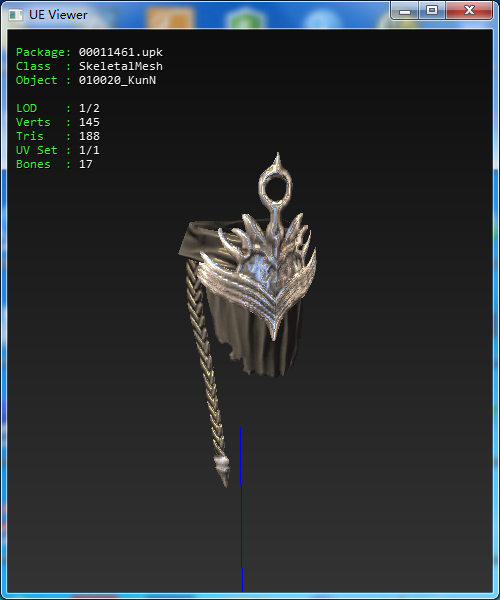 UE Viewer
Package: 00011461.upk
Class : SkeletalMesh
Object : 010020_KunN
LOD : 1/2
Verts : 145
Tris : 188
UV Set : 1/1
Bones : 17